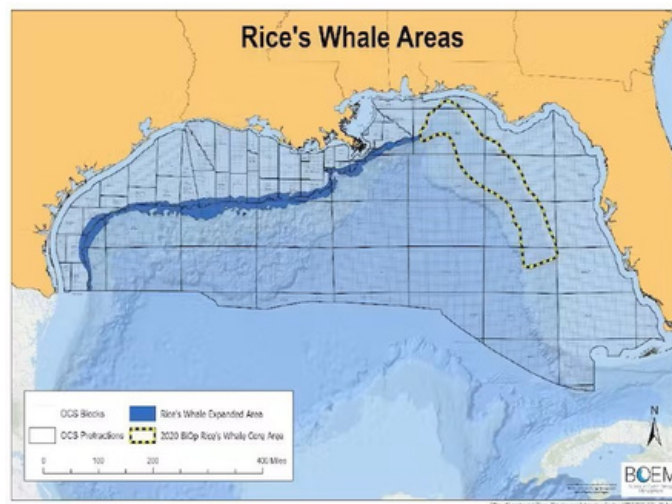 Rice's Whale Areas
OCS Blocks
Rice's Whale Expanded Area
OCS Protractions
2020 BiOp Rice's Whale Core Area
0 100 200 400 Miles
N
BOEM